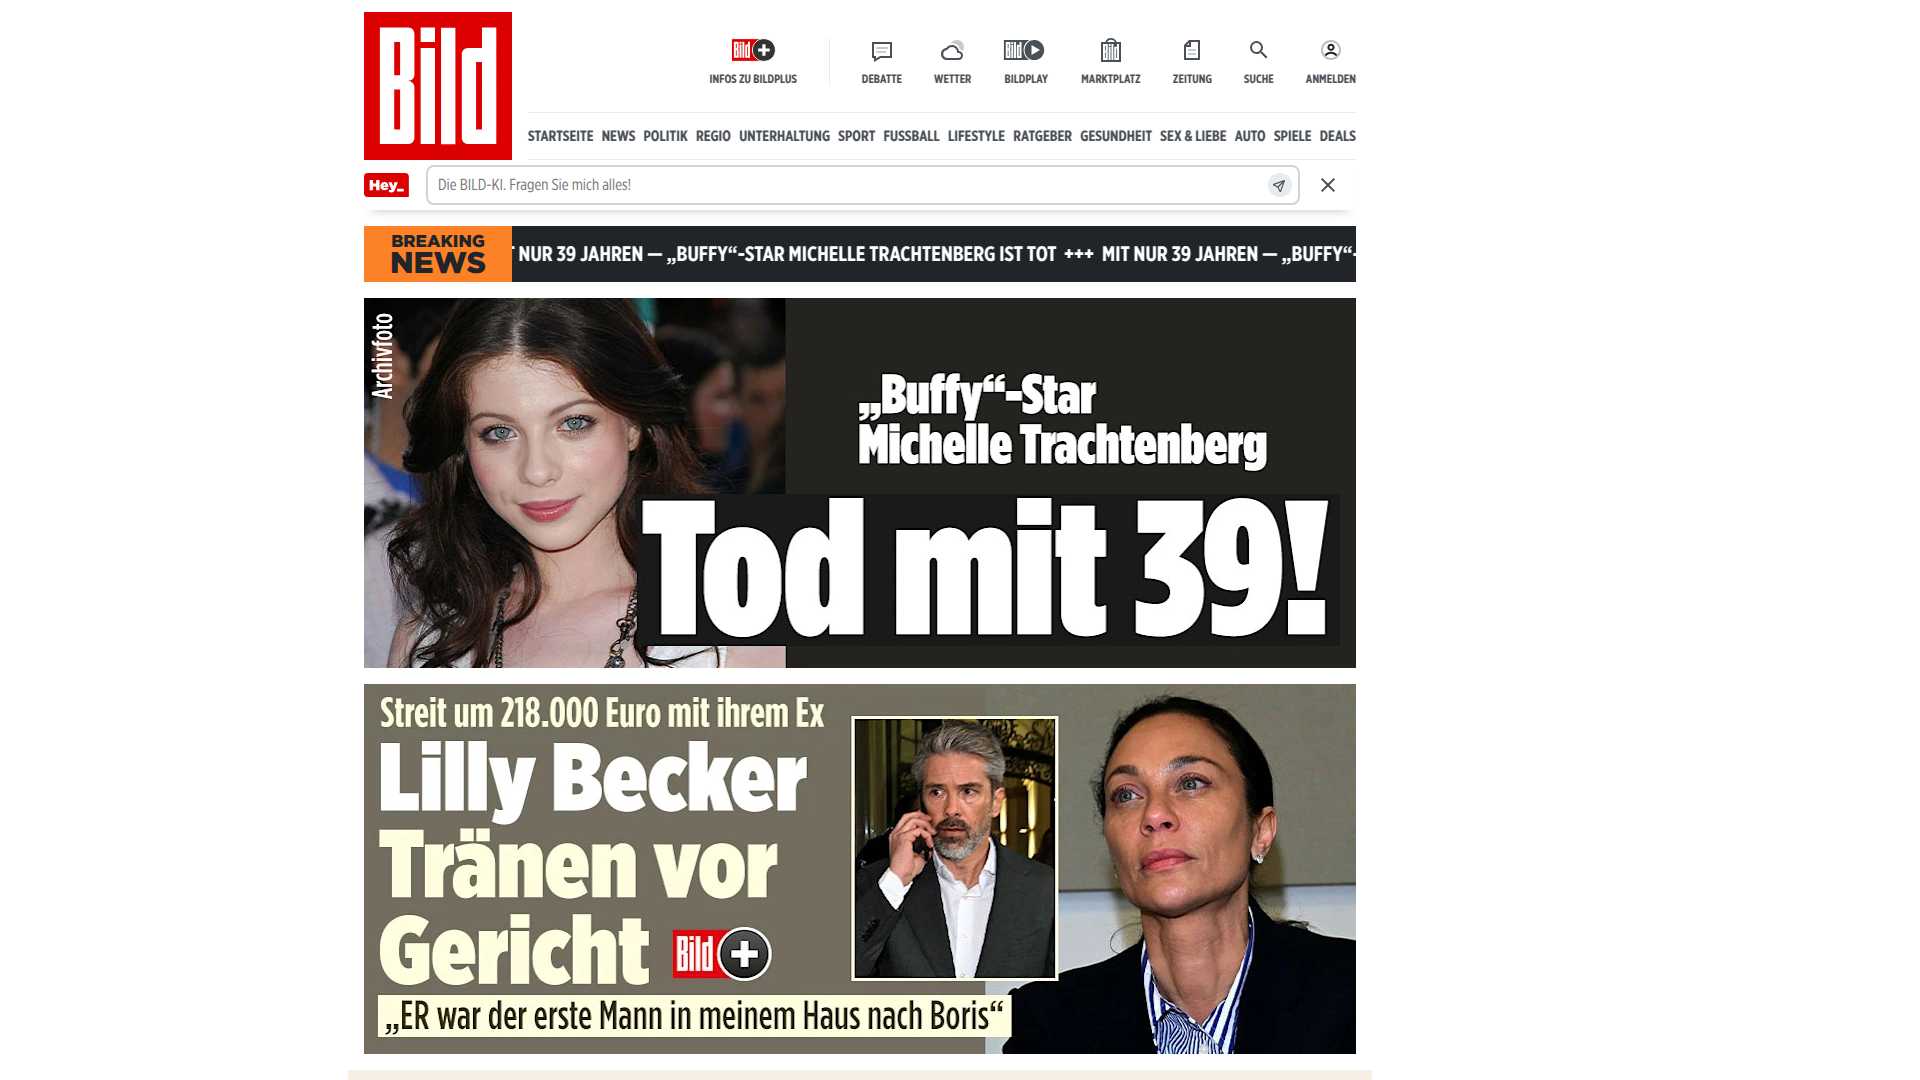 Bild
Bild+
INFOS ZU BILDPLUS
DEBATTE
WETTER
BILDPLAY
Bild
MARKTPLATZ
ZEITUNG
SUCHE
ANMELDEN
STARTSEITE NEWS POLITIK REGIO UNTERHALTUNG SPORT FUSSBALL LIFESTYLE RATGEBER GESUNDHEIT SEX & LIEBE AUTO SPIELE DEALS
Hey_
Die BILD-KI. Fragen Sie mich alles!
BREAKING
NEWS
NUR 39 JAHREN — „BUFFY“-STAR MICHELLE TRACHTENBERG IST TOT +++ MIT NUR 39 JAHREN — „BUFFY“-
Archivfoto
„Buffy“-Star
Michelle Trachtenberg
Tod mit 39!
Streit um 218.000 Euro mit ihrem Ex
Lilly Becker
Tränen vor
Gericht Bild+
„ER war der erste Mann in meinem Haus nach Boris“